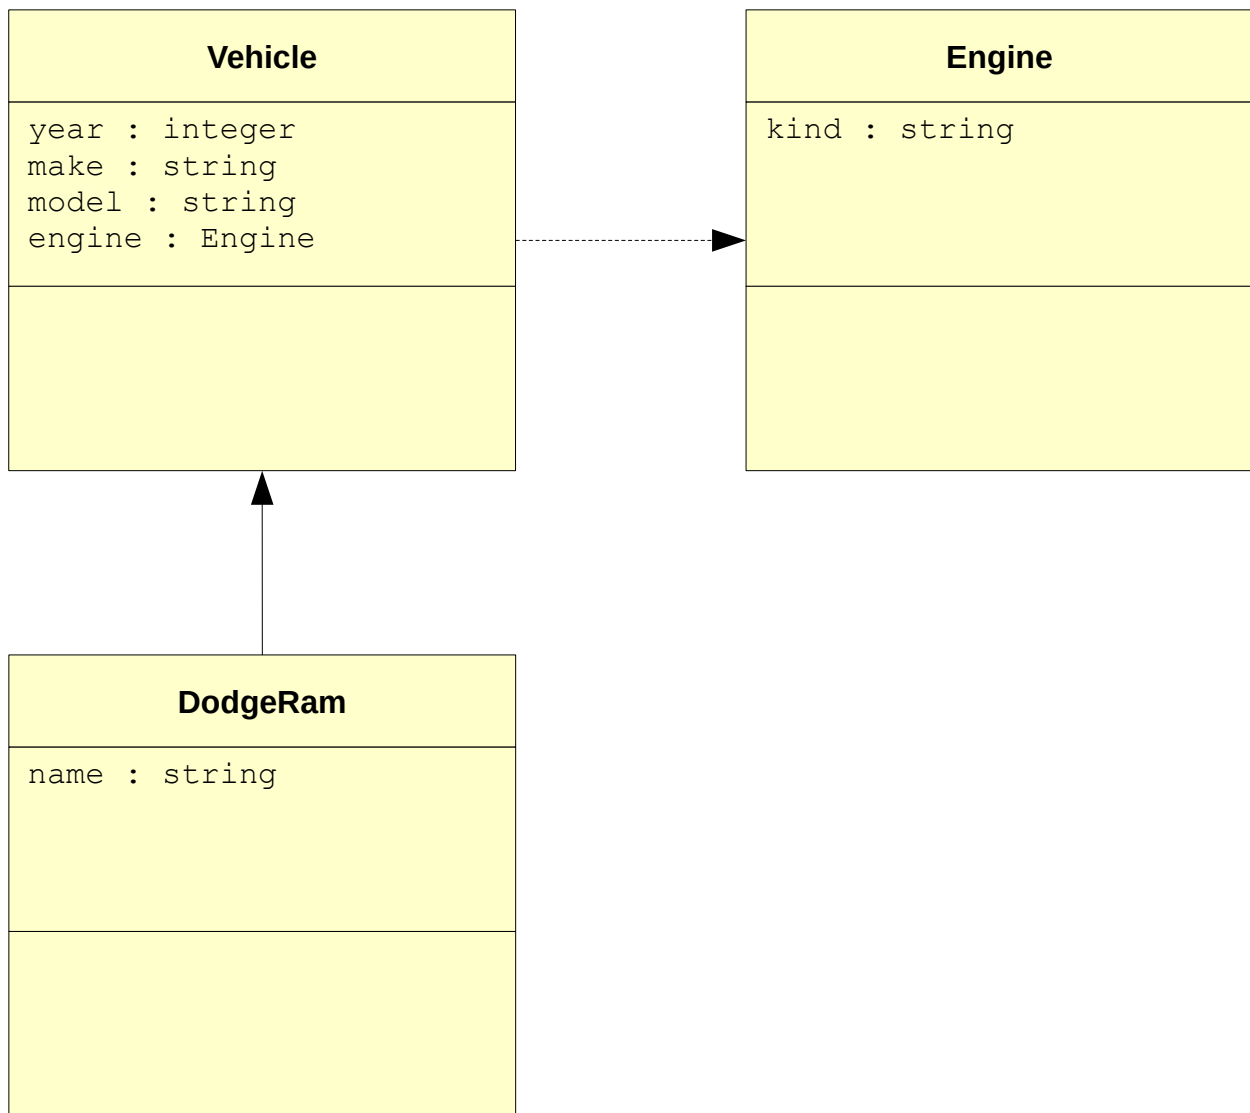 Vehicle
year : integer
make : string
model : string
engine : Engine
Engine
kind : string
DodgeRam
name : string